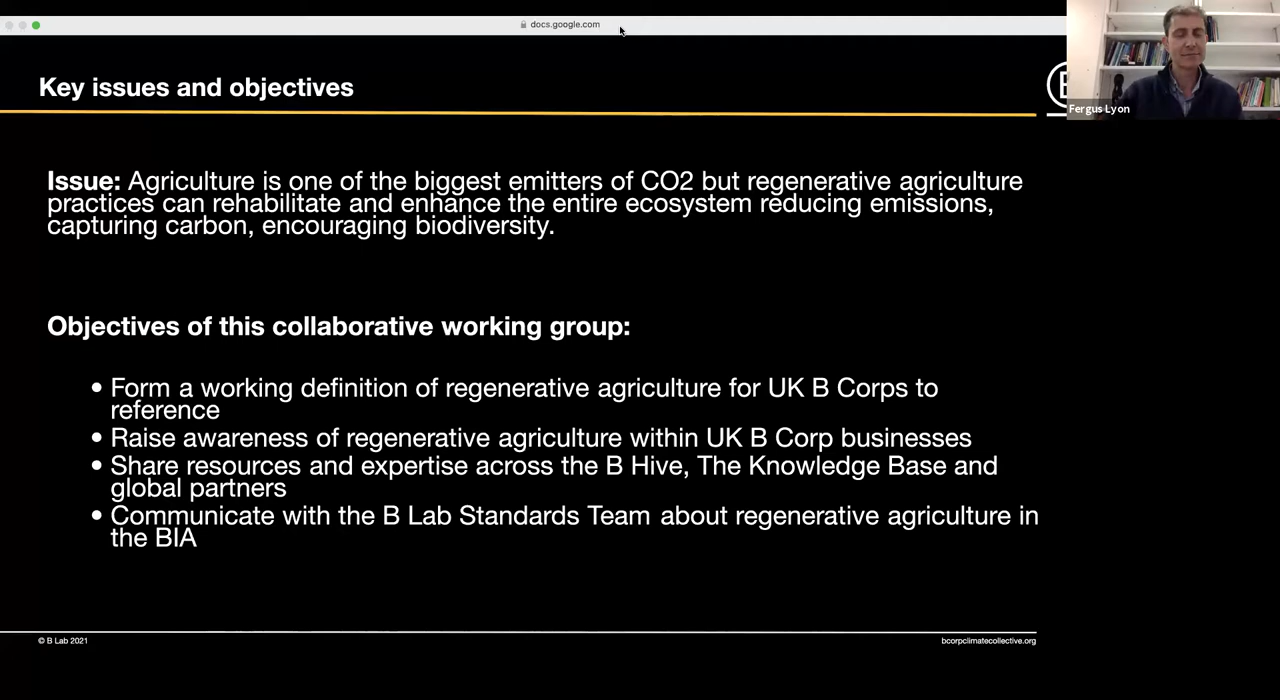 docs.google.com
Key issues and objectives
B
Fergus Lyon
Issue: Agriculture is one of the biggest emitters of CO2 but regenerative agriculture
practices can rehabilitate and enhance the entire ecosystem reducing emissions,
capturing carbon, encouraging biodiversity.
Objectives of this collaborative working group:
• Form a working definition of regenerative agriculture for UK B Corps to
reference
• Raise awareness of regenerative agriculture within UK B Corp businesses
• Share resources and expertise across the B Hive, The Knowledge Base and
global partners
• Communicate with the B Lab Standards Team about regenerative agriculture in
the BIA
© B Lab 2021
bcorpclimatecollective.org